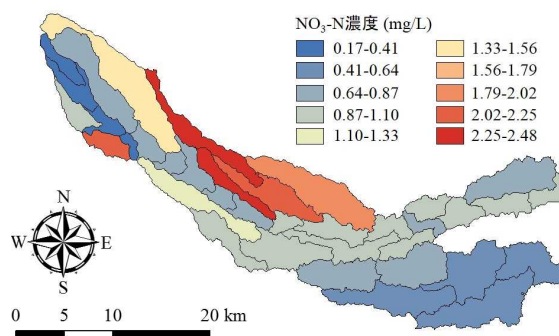 NO₃-N濃度 (mg/L)
0.17-0.41
0.41-0.64
0.64-0.87
0.87-1.10
1.10-1.33
1.33-1.56
1.56-1.79
1.79-2.02
2.02-2.25
2.25-2.48
N
W E
S
0 5 10 20 km